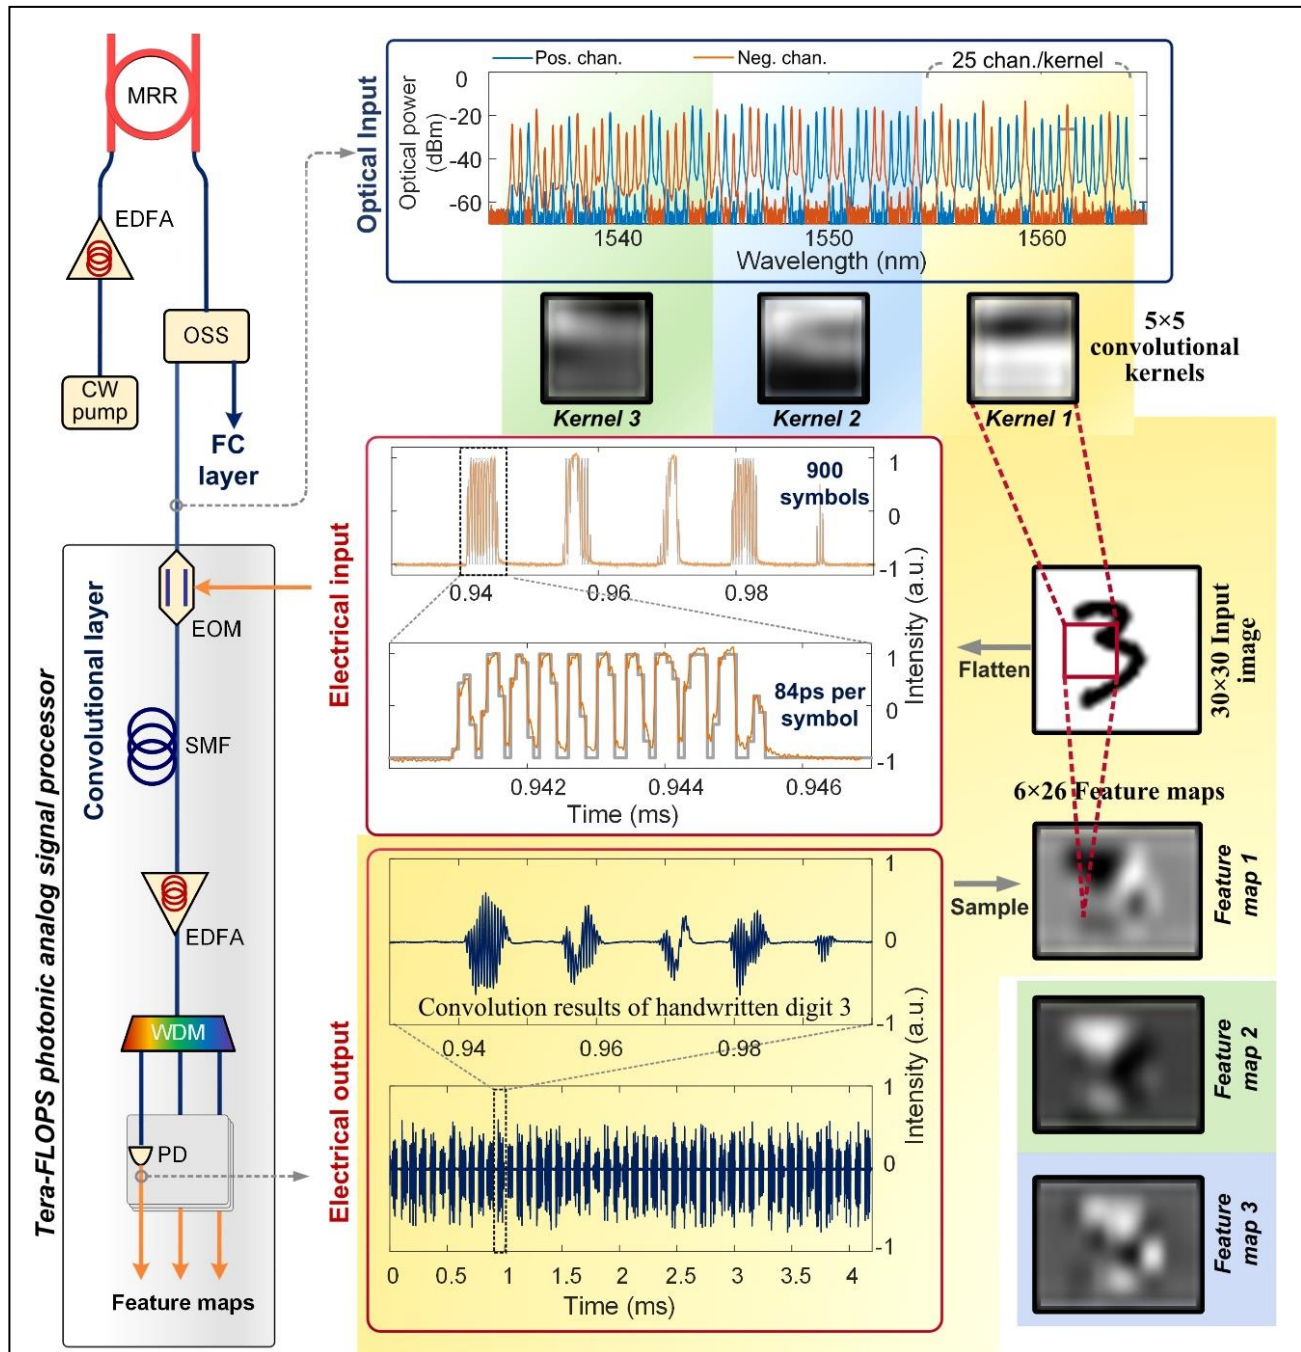 MRR
EDFA
OSS
CW
pump
FC
layer
Tera-FLOPS photonic analog signal processor
Convolutional layer
EOM
SMF
EDFA
WDM
PD
Feature maps
Optical Input
Pos. chan.
Neg. chan.
25 chan./kernel
Optical power
(dBm)
0
-20
-40
-60
1540
1550
1560
Wavelength (nm)
Kernel 3
Kernel 2
Kernel 1
5×5
convolutional
kernels
Electrical input
900
symbols
1
0
-1
0.94
0.96
0.98
Intensity (a.u.)
84ps per
symbol
1
0
-1
0.942
0.944
0.946
Time (ms)
Flatten
30×30 Input
image
6×26 Feature maps
Electrical output
1
0
-1
Convolution results of handwritten digit 3
0.94
0.96
0.98
Intensity (a.u.)
1
0
-1
0
0.5
1
1.5
2
2.5
3
3.5
4
Time (ms)
Sample
Feature
map 1
Feature
map 2
Feature
map 3